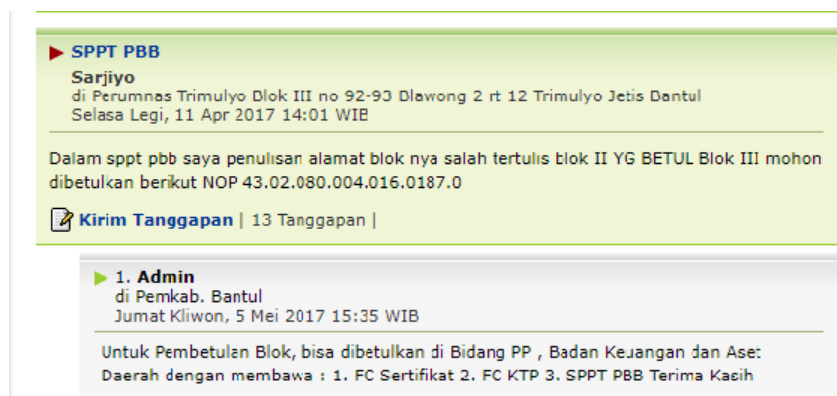 SPPT PBB
Sarjiyo
di Perumnas Trimulyo Blok III no 92-93 Blawong 2 rt 12 Trimulyo Jetis Bantul
Selasa Legi, 11 Apr 2017 14:01 WIB
Dalam sppt pbb saya penulisan alamat blok nya salah tertulis blok II YG BETUL Blok III mohon
dibetulkan berikut NOP 43.02.080.004.016.0187.0
Kirim Tanggapan | 13 Tanggapan |
1. Admin
di Pemkab. Bantul
Jumat Kliwon, 5 Mei 2017 15:35 WIB
Untuk Pembetulan Blok, bisa dibetulkan di Bidang PP , Badan Keuangan dan Aset
Daerah dengan membawa : 1. FC Sertifikat 2. FC KTP 3. SPPT PBB Terima Kasih